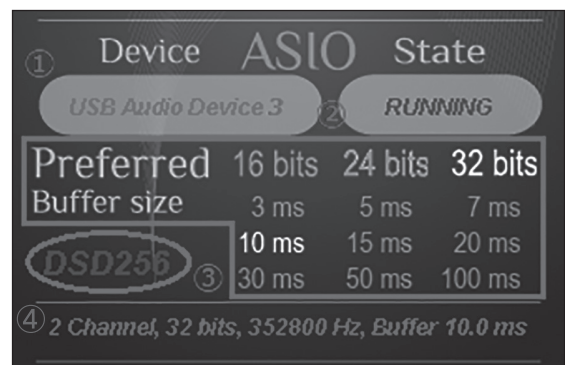 Device ASIO State
①
USB Audio Device 3 ② RUNNING
Preferred 16 bits 24 bits 32 bits
Buffer size 3 ms 5 ms 7 ms
10 ms 15 ms 20 ms
DSD256 ③ 30 ms 50 ms 100 ms
④ 2 Channel, 32 bits, 352800 Hz, Buffer 10.0 ms